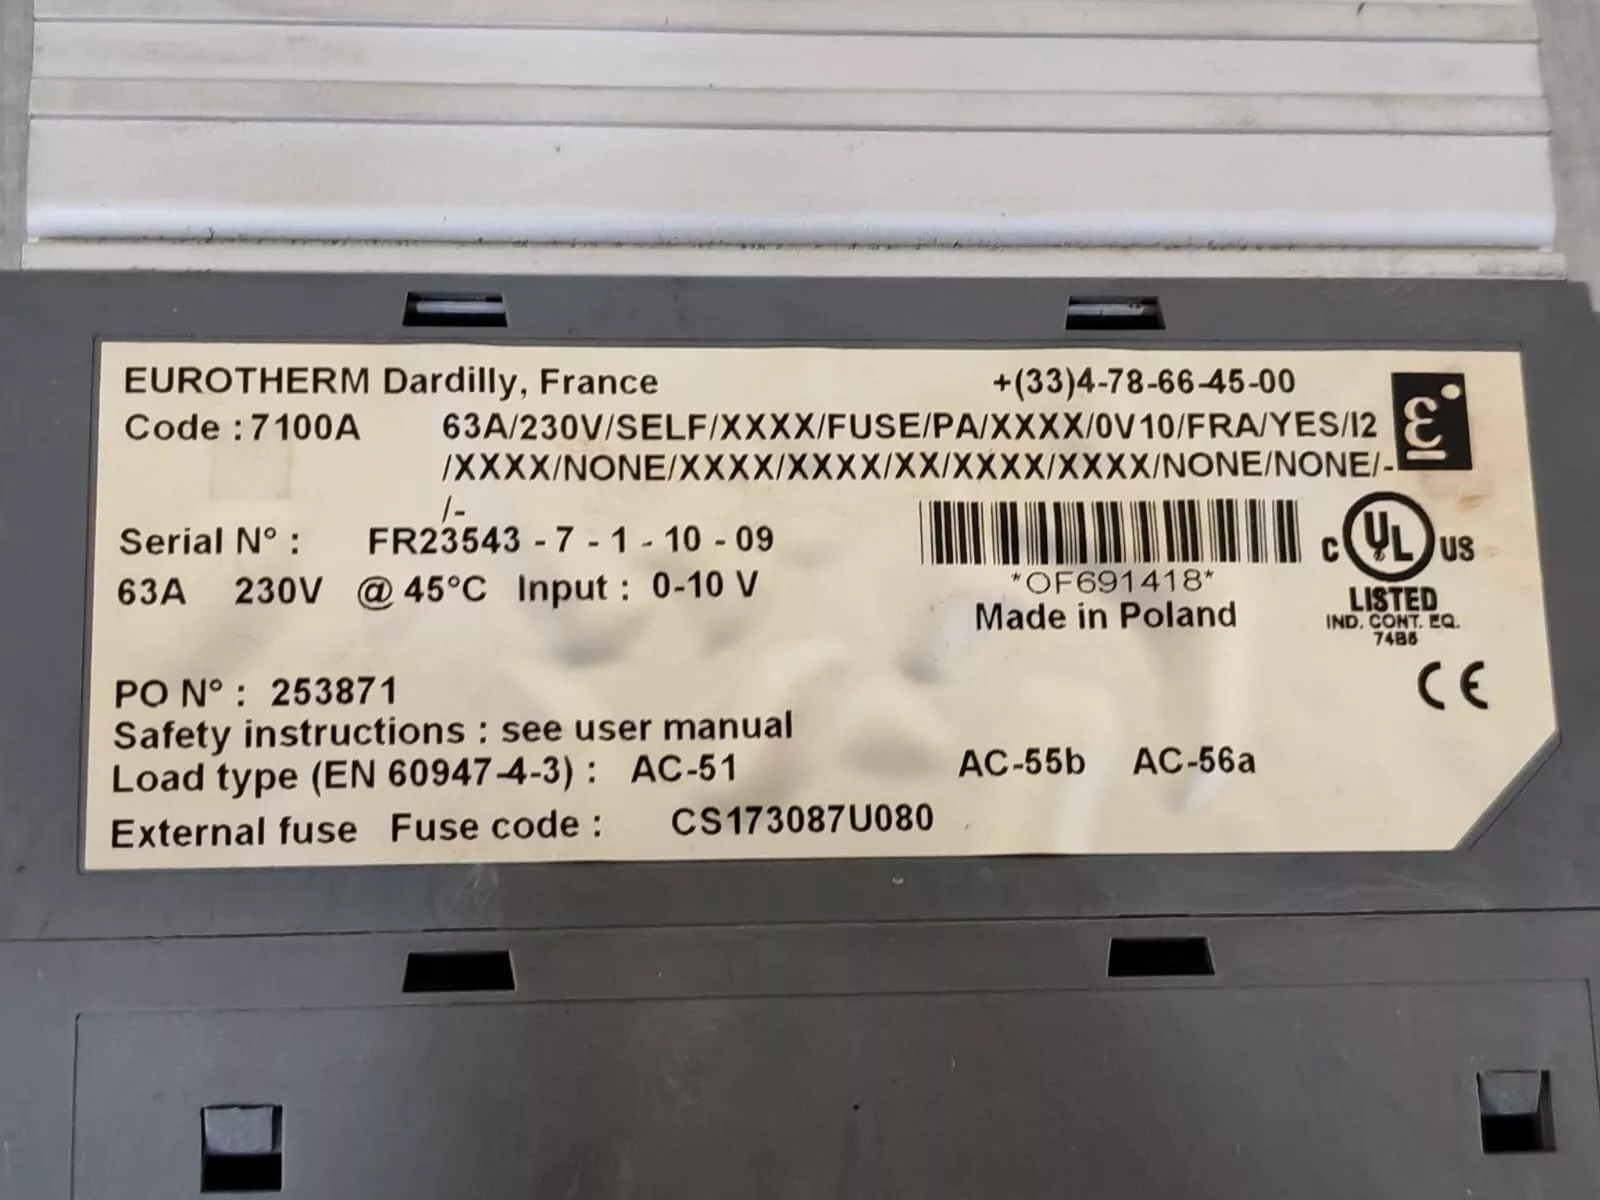 EUROTHERM Dardilly, France +(33)4-78-66-45-00
Code : 7100A 63A/230V/SELF/XXXX/FUSE/PA/XXXX/0V10/FRA/YES/I2
/XXXX/NONE/XXXX/XXXX/XX/XXXX/XXXX/NONE/NONE/-
/-
Serial N° : FR23543 - 7 - 1 - 10 - 09
63A 230V @ 45°C Input : 0-10 V
*OF691418*
Made in Poland
C UL US
LISTED
IND. CONT. EQ.
74B6
CE
PO N° : 253871
Safety instructions : see user manual
Load type (EN 60947-4-3) : AC-51 AC-55b AC-56a
External fuse Fuse code : CS173087U080